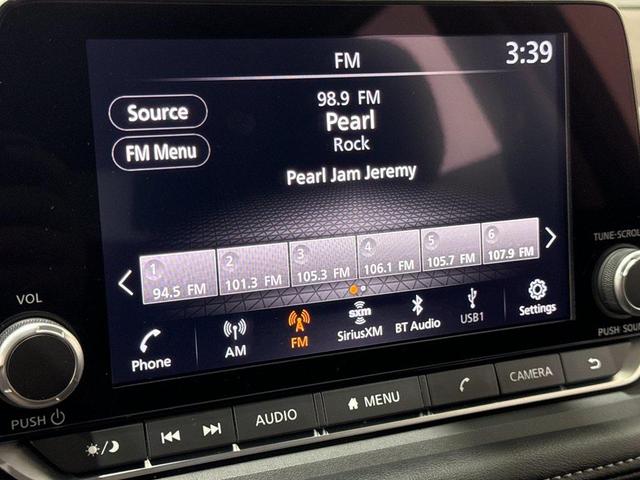 FM
3:39
Source
FM Menu
98.9 FM
Pearl
Rock
Pearl Jam Jeremy
1 94.5 FM
2 101.3 FM
3 105.3 FM
4 106.1 FM
5 105.7 FM
6 107.9 FM
Phone
AM
FM
sxm
SiriusXM
BT Audio
USB1
Settings
VOL
PUSH
TUNE-SCROLL
PUSH SOU
AUDIO
MENU
CAMERA